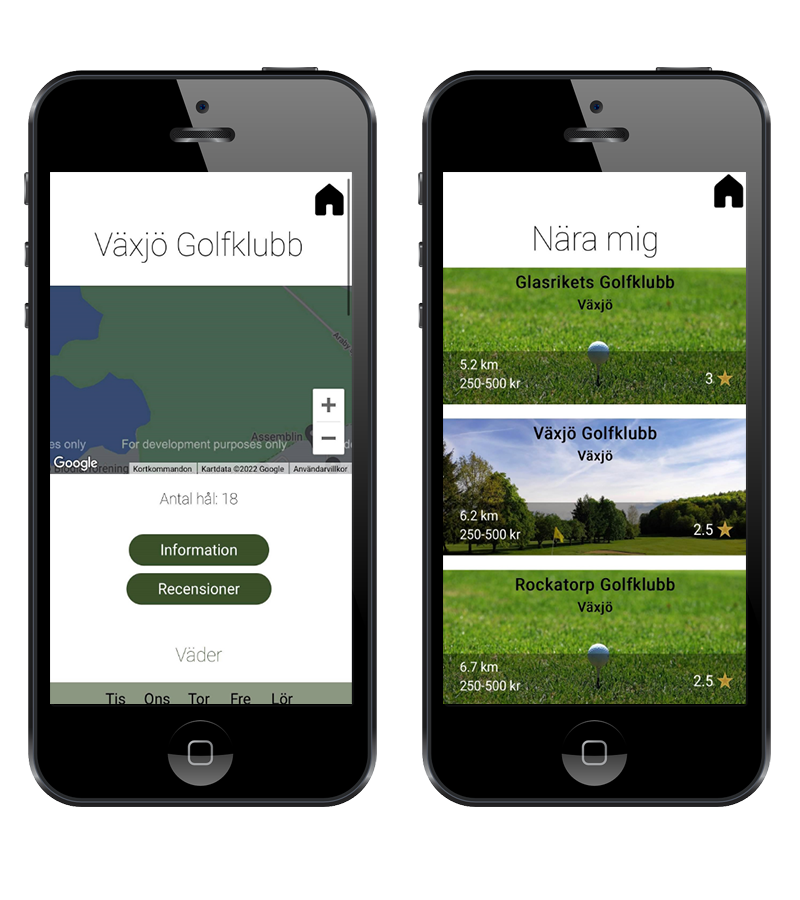 Växjö Golfklubb
Araby
+
Assemblin
es only
For development purposes only
de
−
Google
förening
Kortkommandon
Kartdata ©2022 Google
Användarvillkor
Antal hål: 18
Information
Recensioner
Väder
Tis Ons Tor Fre Lör
Nära mig
Glasrikets Golfklubb
Växjö
5.2 km
250-500 kr
3
Växjö Golfklubb
Växjö
6.2 km
250-500 kr
2.5
Rockatorp Golfklubb
Växjö
6.7 km
250-500 kr
2.5